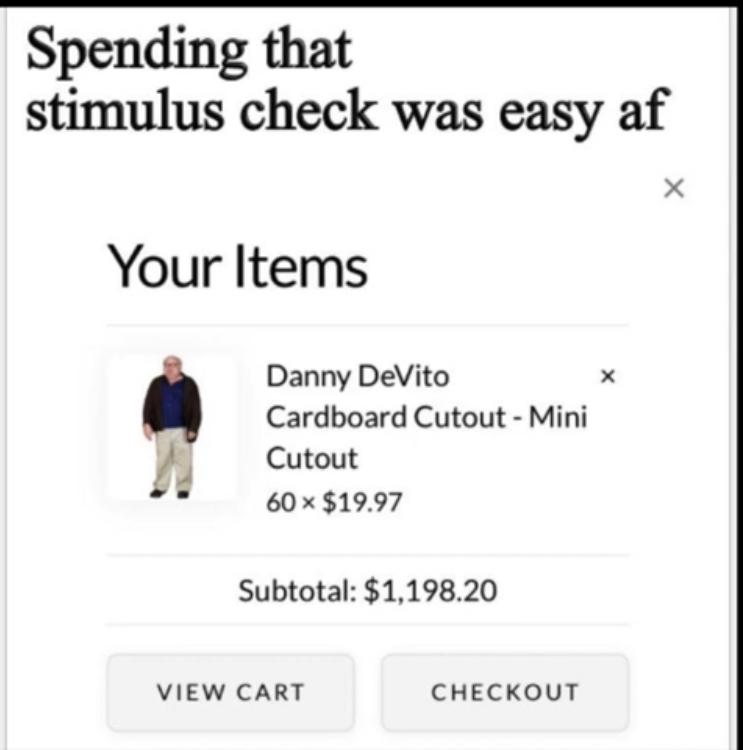 Spending that
stimulus check was easy af
×
Your Items
Danny DeVito ×
Cardboard Cutout - Mini
Cutout
60 × $19.97
Subtotal: $1,198.20
VIEW CART CHECKOUT